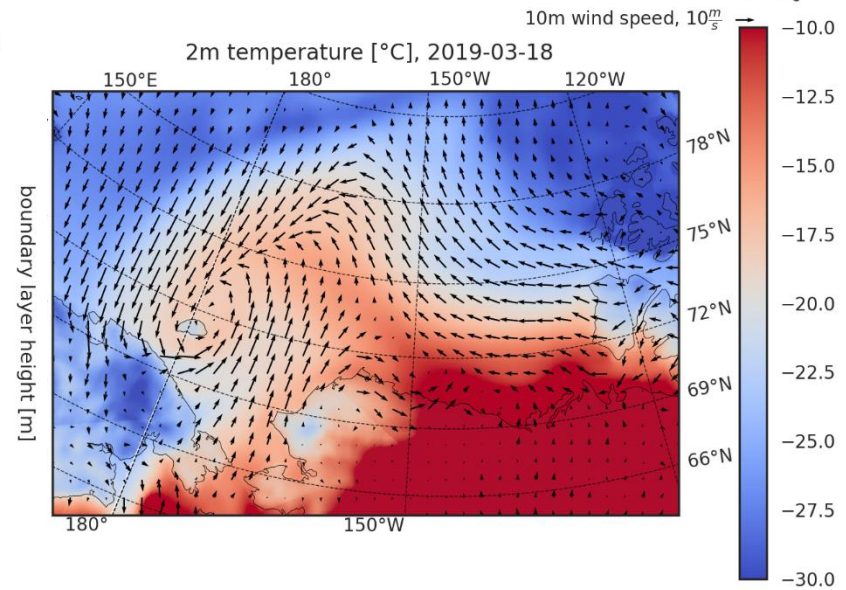 10m wind speed, 10 m/s
2m temperature [°C], 2019-03-18
150°E 180° 150°W 120°W
78°N
75°N
72°N
69°N
66°N
180° 150°W
boundary layer height [m]
−10.0
−12.5
−15.0
−17.5
−20.0
−22.5
−25.0
−27.5
−30.0